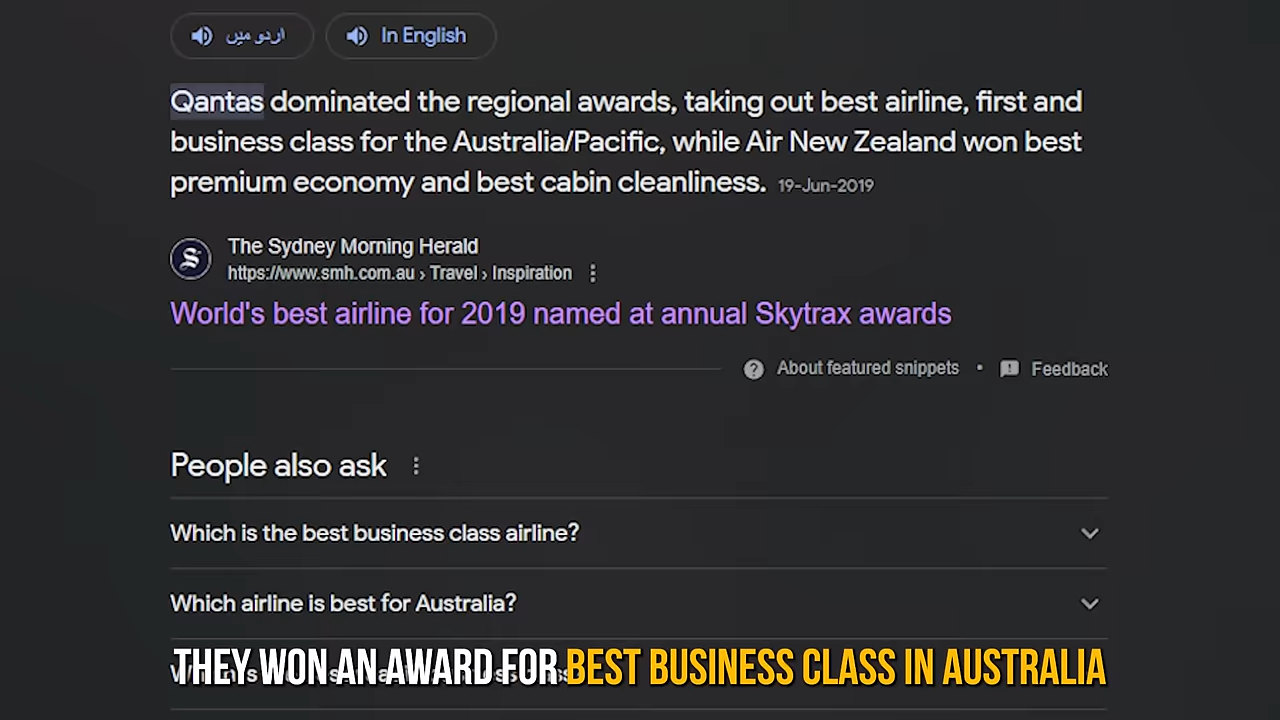 اردو میں
In English
Qantas dominated the regional awards, taking out best airline, first and
business class for the Australia/Pacific, while Air New Zealand won best
premium economy and best cabin cleanliness. 19-Jun-2019
The Sydney Morning Herald
https://www.smh.com.au › Travel › Inspiration
World's best airline for 2019 named at annual Skytrax awards
About featured snippets • Feedback
People also ask
Which is the best business class airline?
Which airline is best for Australia?
THEY WON AN AWARD FOR BEST BUSINESS CLASS IN AUSTRALIA